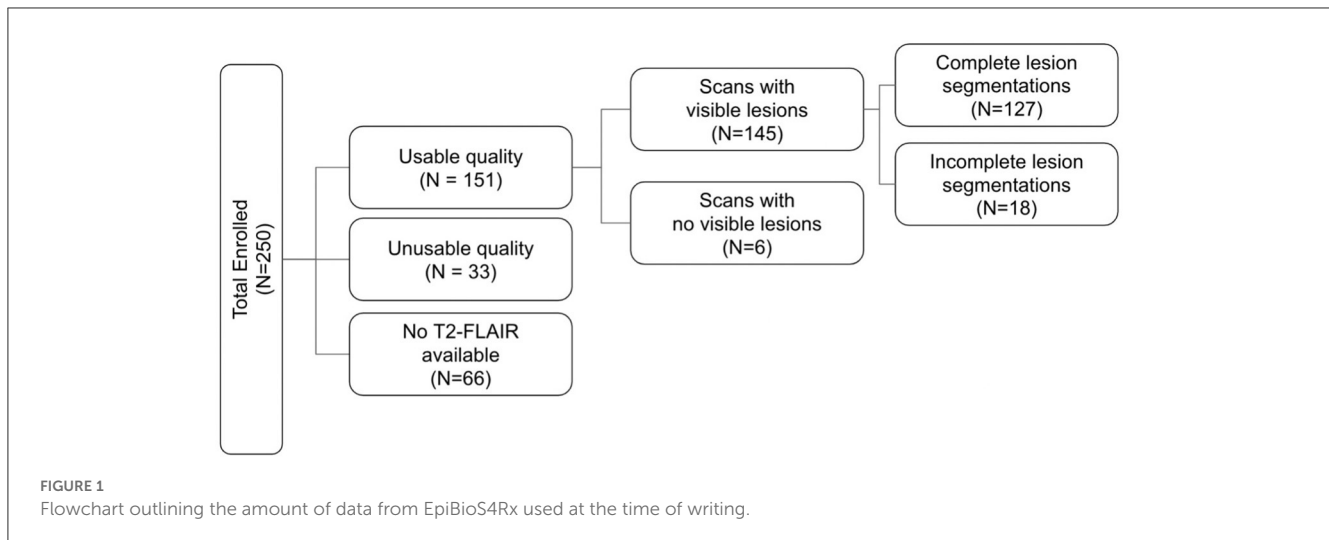 Total Enrolled
(N=250)
Usable quality
(N = 151)
Unusable quality
(N = 33)
No T2-FLAIR
available
(N=66)
Scans with
visible lesions
(N=145)
Scans with
no visible lesions
(N=6)
Complete lesion
segmentations
(N=127)
Incomplete lesion
segmentations
(N=18)
FIGURE 1
Flowchart outlining the amount of data from EpiBioS4Rx used at the time of writing.